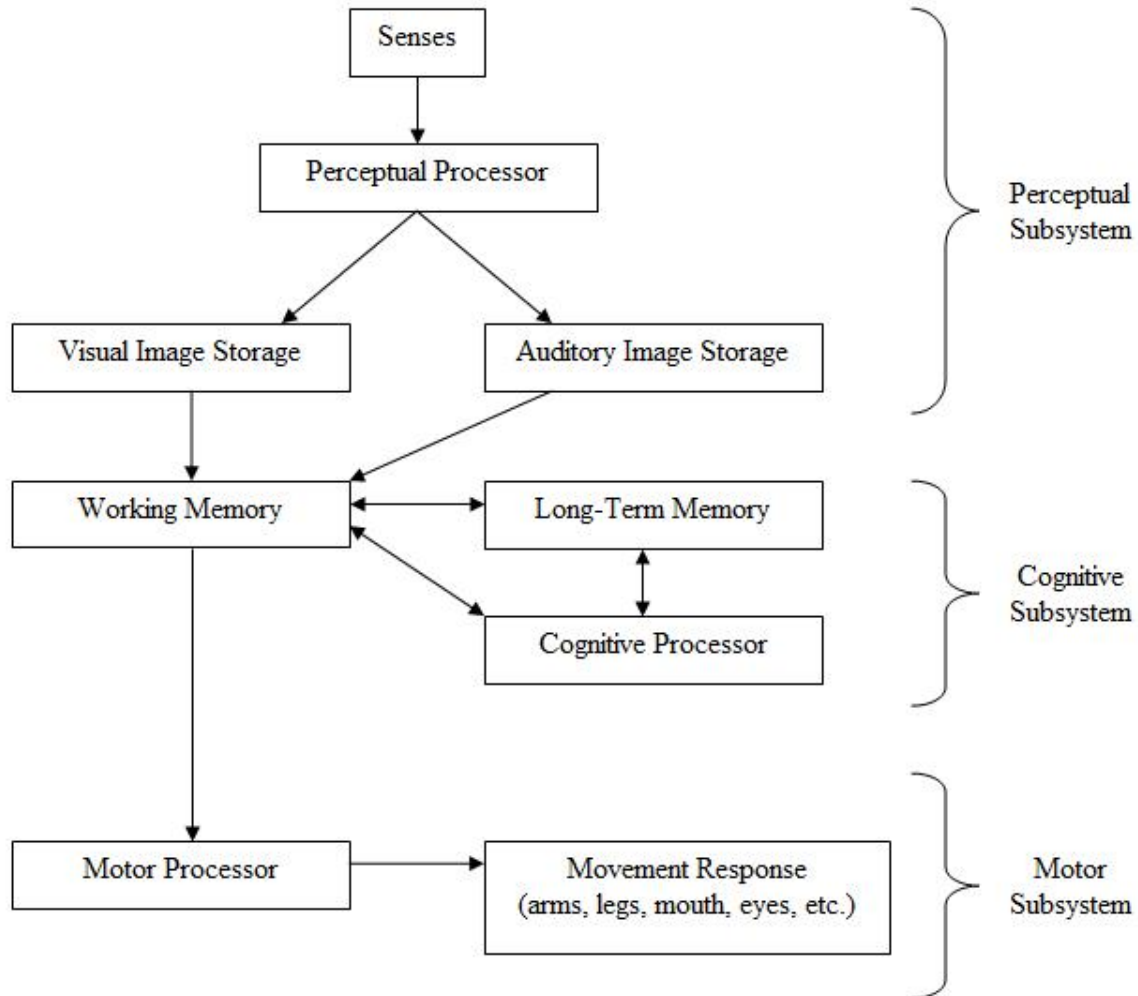 Senses
Perceptual Processor
Perceptual
Subsystem
Visual Image Storage
Auditory Image Storage
Working Memory
Long-Term Memory
Cognitive
Subsystem
Cognitive Processor
Motor Processor
Movement Response
(arms, legs, mouth, eyes, etc.)
Motor
Subsystem